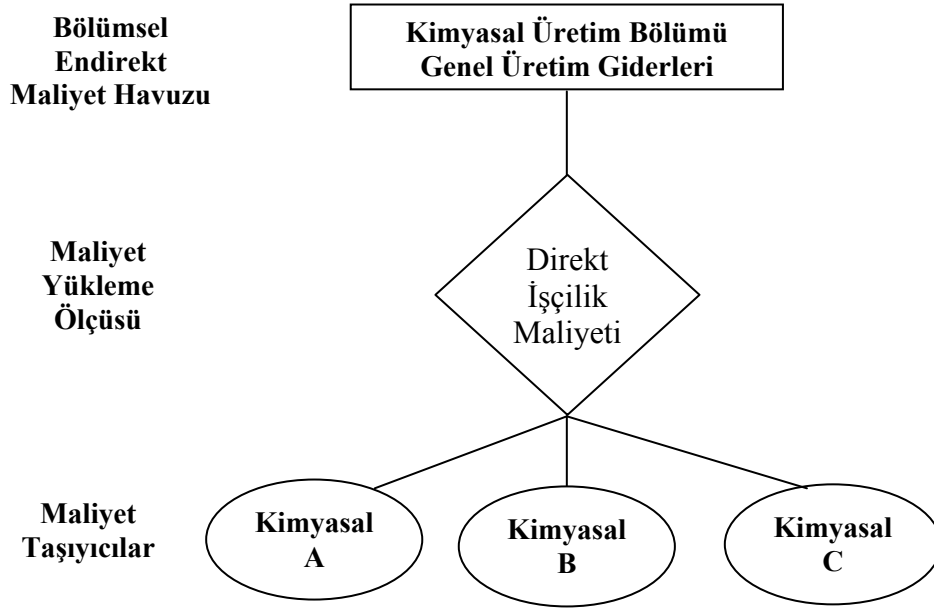 Bölümsel
Endirekt
Maliyet Havuzu
Kimyasal Üretim Bölümü
Genel Üretim Giderleri
Maliyet
Yükleme
Ölçüsü
Direkt
İşçilik
Maliyeti
Maliyet
Taşıyıcılar
Kimyasal
A
Kimyasal
B
Kimyasal
C